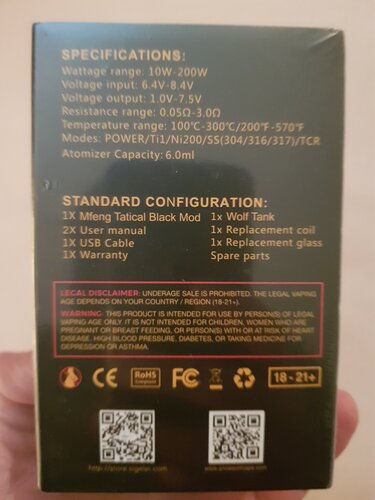 SPECIFICATIONS:
Wattage range: 10W-200W
Voltage input: 6.4V-8.4V
Voltage output: 1.0V-7.5V
Resistance range: 0.05Ω-3.0Ω
Temperature range: 100℃-300℃/200℉-570℉
Modes: POWER/Ti1/Ni200/SS(304/316/317)/TCR
Atomizer Capacity: 6.0ml
STANDARD CONFIGURATION:
1X Mfeng Tatical Black Mod 1x Wolf Tank
2X User manual 1x Replacement coil
1X USB Cable 1x Replacement glass
1X Warranty Spare parts
LEGAL DISCLAIMER: UNDERAGE SALE IS PROHIBITED. THE LEGAL VAPING
AGE DEPENDS ON YOUR COUNTRY / REGION (18-21+).
WARNING: THIS PRODUCT IS INTENDED FOR USE BY PERSON(S) OF LEGAL
VAPING AGE ONLY. IT IS NOT INTENDED FOR CHILDREN, WOMEN WHO ARE
PREGNANT OR BREAST FEEDING, OR PERSON(S) WITH OR AT RISK OF HEART
DISEASE, HIGH BLOOD PRESSURE, DIABETES, OR TAKING MEDICINE FOR
DEPRESSION OR ASTHMA.
CE RoHS Compliant FC 18-21+
http://store.sigelei.com